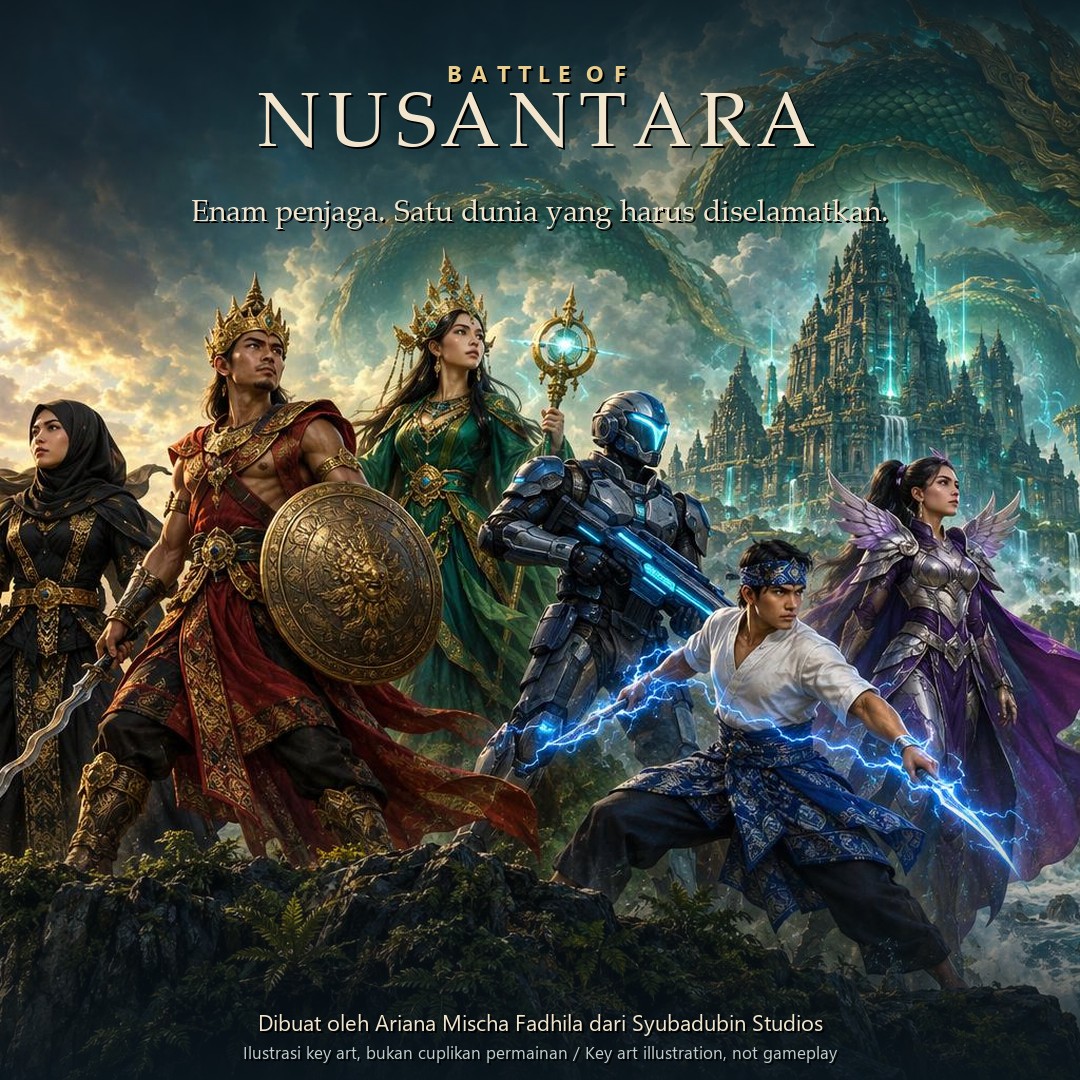 BATTLE OF
NUSANTARA
Enam penjaga. Satu dunia yang harus diselamatkan.
Dibuat oleh Ariana Mischa Fadhila dari Syubadubin Studios
Ilustrasi key art, bukan cuplikan permainan / Key art illustration, not gameplay